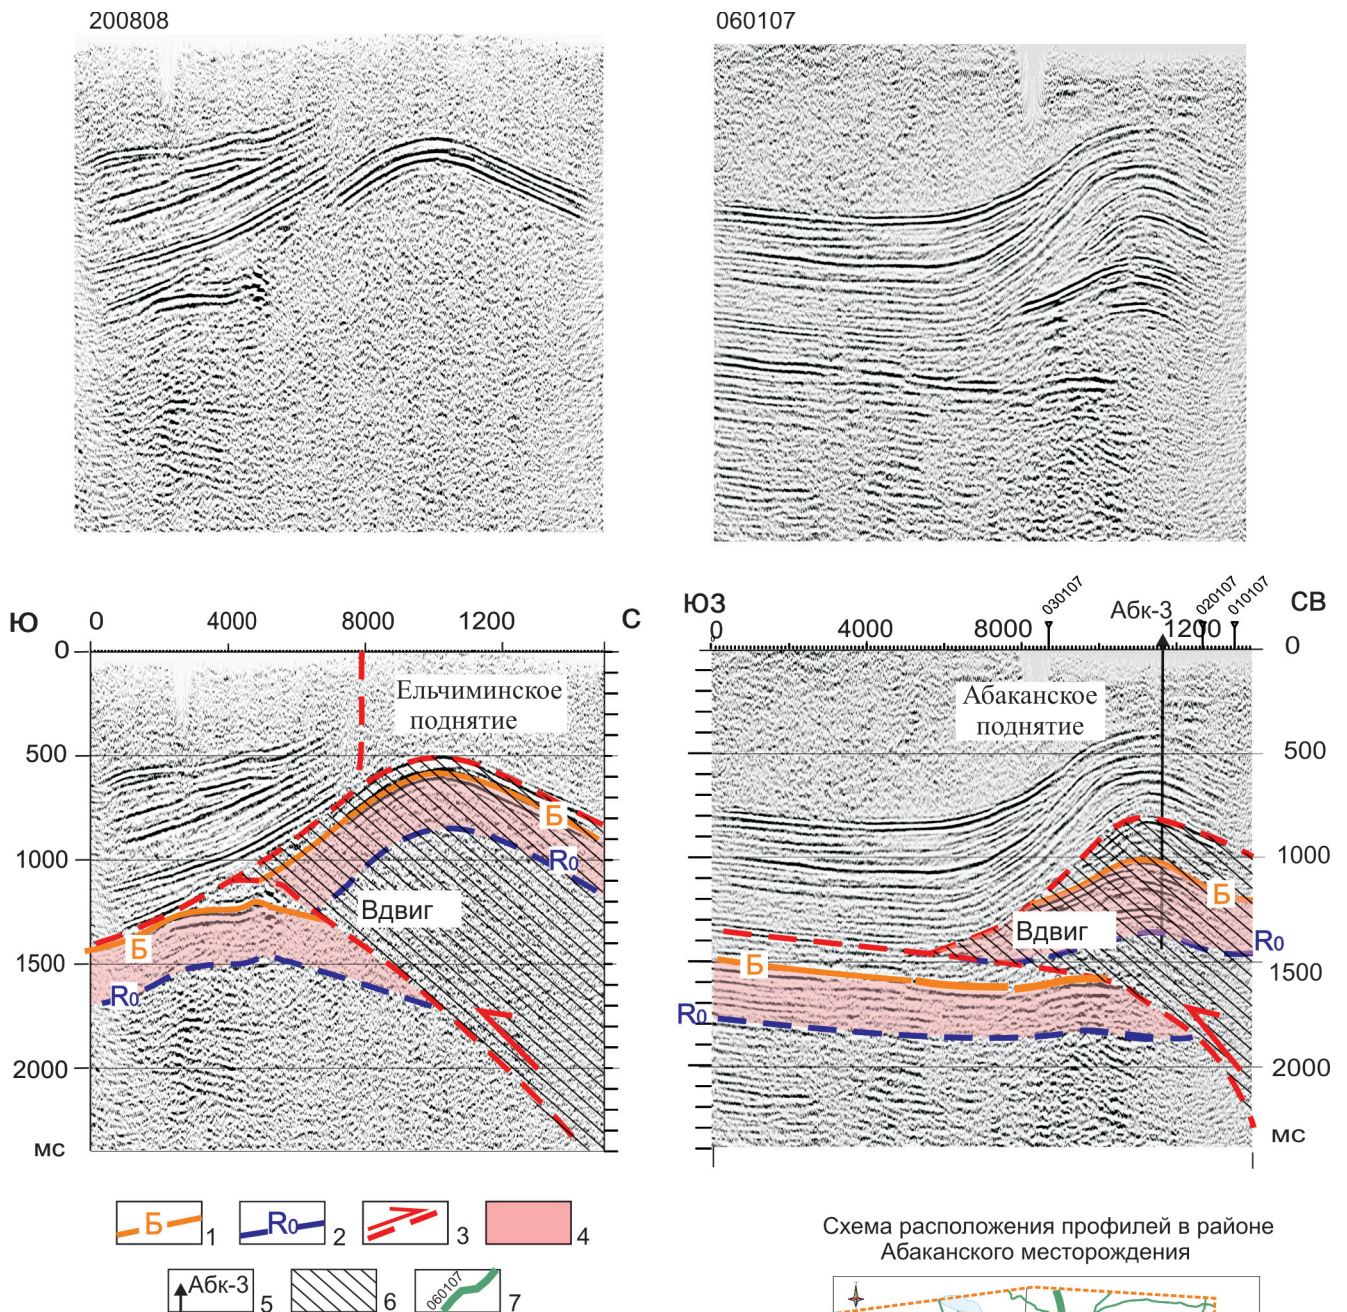 200808
060107
Ю 0 4000 8000 1200 С
0
500
1000
1500
2000
мс
Ельчиминское
поднятие
Б
R0
Вдвиг
Б
R0
ЮЗ 0 4000 8000 1200 СВ
030107
Абк-3
020107
010107
0
500
1000
1500
2000
мс
Абаканское
поднятие
Б
R0
Вдвиг
Б
R0
Б 1
R0 2
3
4
Абк-3 5
6
060107 7
Схема расположения профилей в районе
Абаканского месторождения